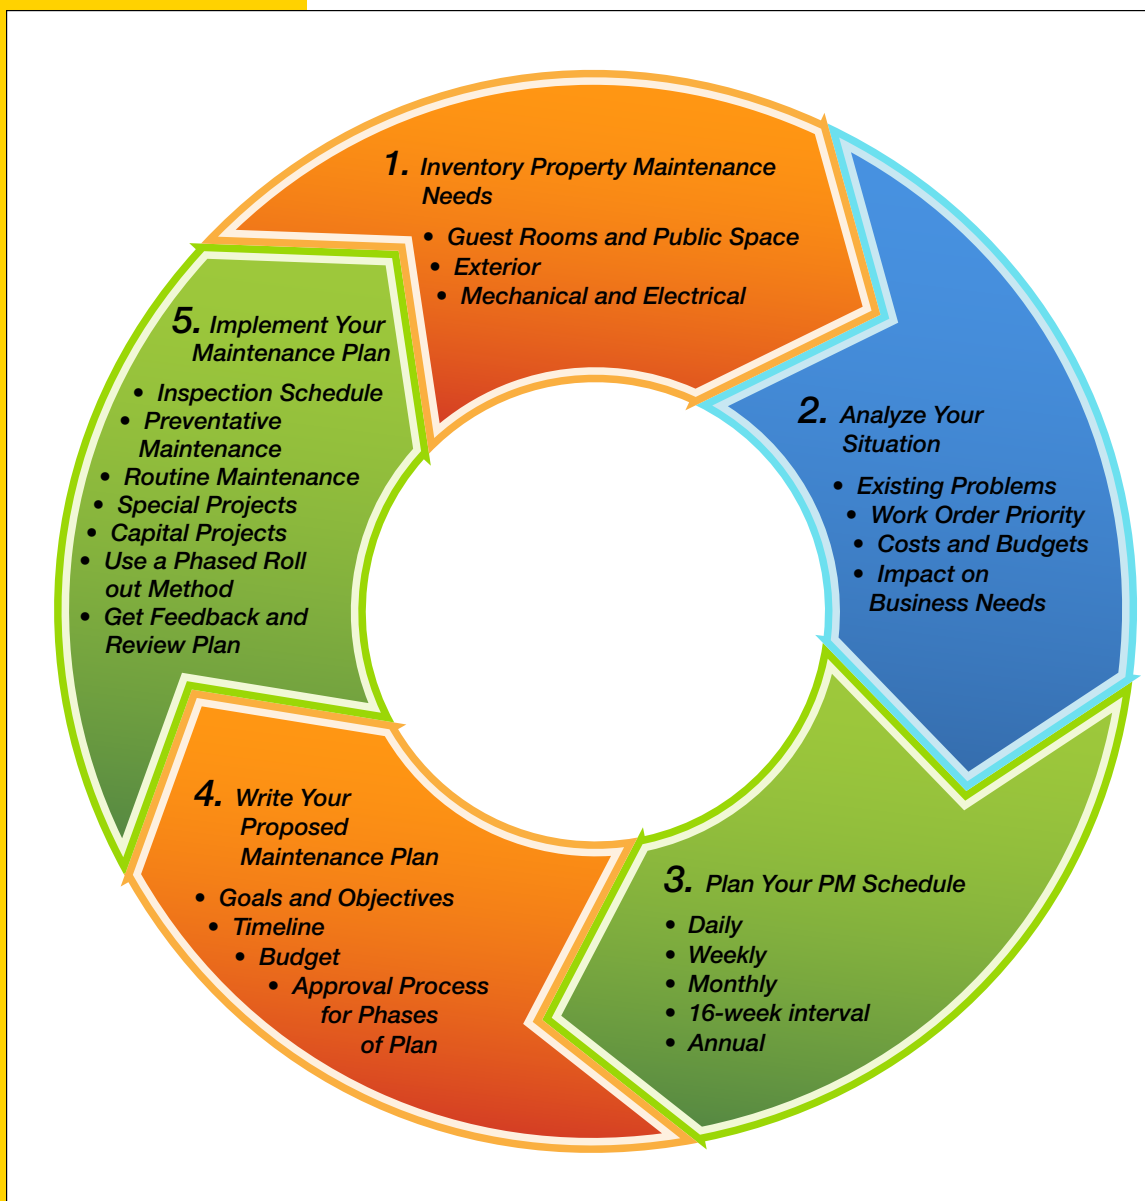 1. Inventory Property Maintenance
Needs
• Guest Rooms and Public Space
• Exterior
• Mechanical and Electrical
2. Analyze Your
Situation
• Existing Problems
• Work Order Priority
• Costs and Budgets
• Impact on
Business Needs
3. Plan Your PM Schedule
• Daily
• Weekly
• Monthly
• 16-week interval
• Annual
4. Write Your
Proposed
Maintenance Plan
• Goals and Objectives
• Timeline
• Budget
• Approval Process
for Phases
of Plan
5. Implement Your
Maintenance Plan
• Inspection Schedule
• Preventative
Maintenance
• Routine Maintenance
• Special Projects
• Capital Projects
• Use a Phased Roll
out Method
• Get Feedback and
Review Plan